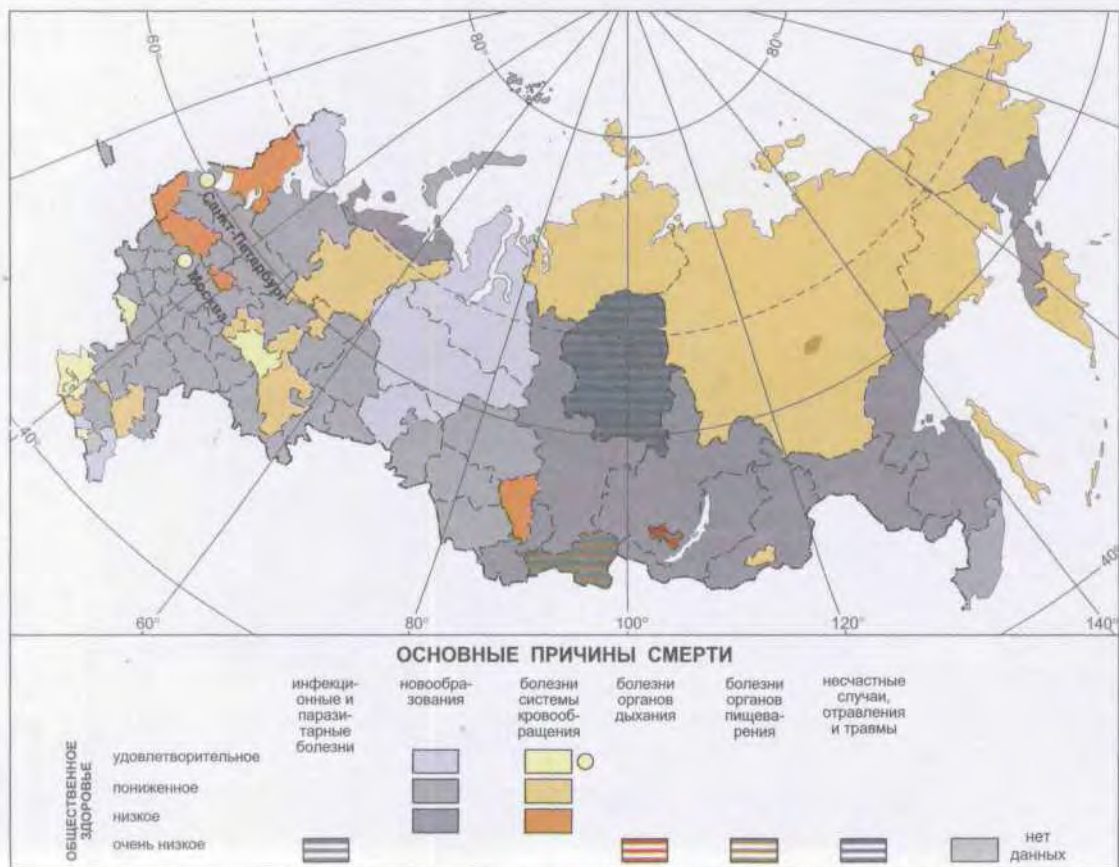 60°
80°
80°
Санкт-Петербург
Москва
40°
40°
60°
80°
100°
120°
140°
ОСНОВНЫЕ ПРИЧИНЫ СМЕРТИ
инфекци-
онные и
парази-
тарные
болезни
новообра-
зования
болезни
системы
кровооб-
ращения
болезни
органов
дыхания
болезни
органов
пищева-
рения
несчастные
случаи,
отравления
и травмы
ОБЩЕСТВЕННОЕ
ЗДОРОВЬЕ
удовлетворительное
пониженное
низкое
очень низкое
нет
данных